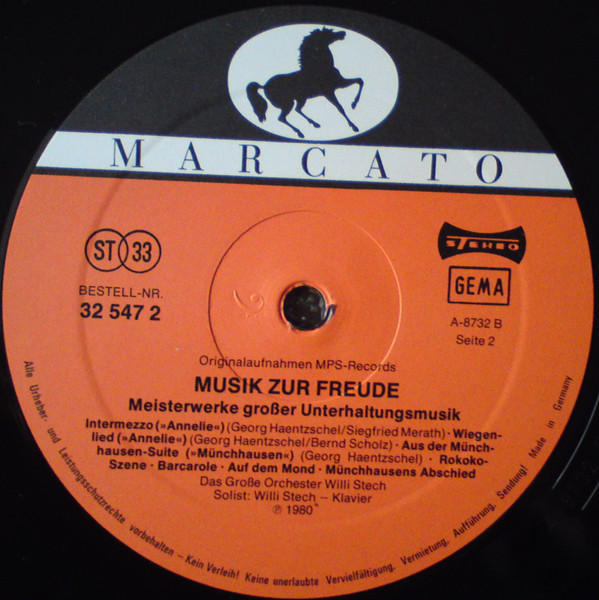 MARCATO
ST 33
STEREO
BESTELL-NR.
32 547 2
GEMA
A-8732 B
Seite 2
Originalaufnahmen MPS-Records
MUSIK ZUR FREUDE
Meisterwerke großer Unterhaltungsmusik
Intermezzo (»Annelie«) (Georg Haentzschel/Siegfried Merath) · Wiegen-
lied (»Annelie«) (Georg Haentzschel/Bernd Scholz) · Aus der Münch-
hausen-Suite (»Münchhausen«) (Georg Haentzschel) · Rokoko-
Szene · Barcarole · Auf dem Mond · Münchhausens Abschied
Das Große Orchester Willi Stech
Solist: Willi Stech – Klavier
℗ 1980
Alle Urheber- und Leistungsschutzrechte vorbehalten – Kein Verleih! Keine unerlaubte Vervielfältigung, Vermietung, Aufführung, Sendung! Made in Germany